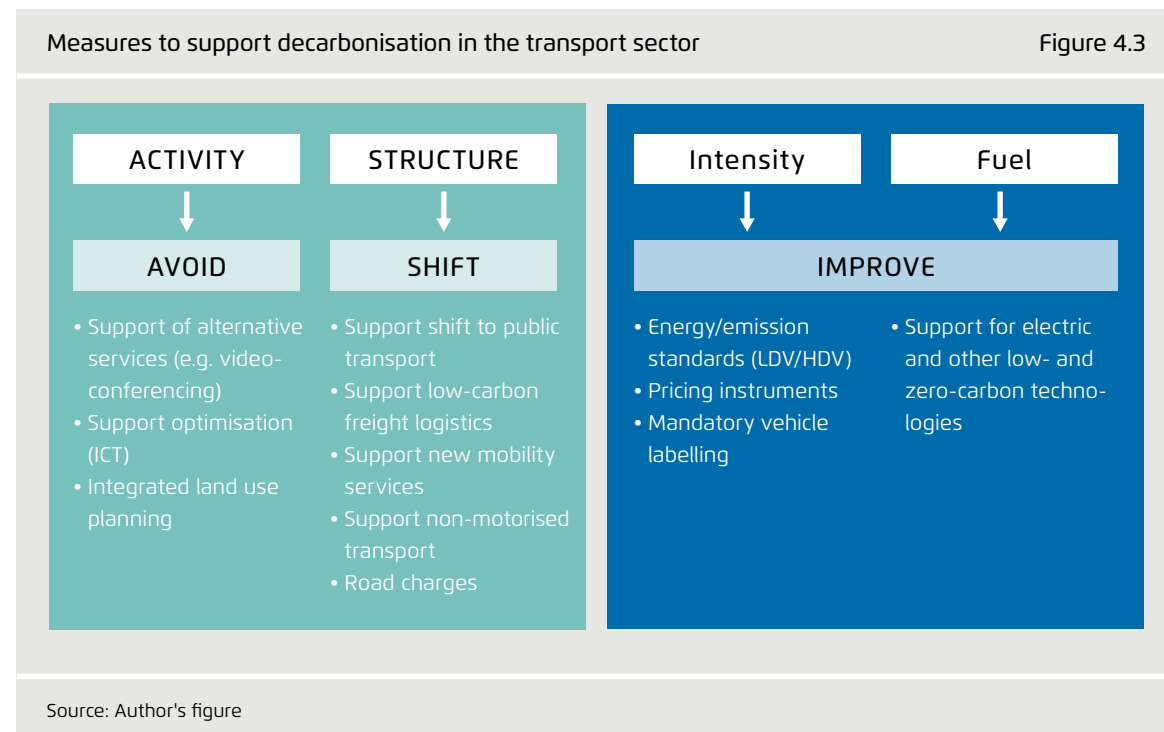 Measures to support decarbonisation in the transport sector
Figure 4.3
ACTIVITY
AVOID
• Support of alternative
services (e.g. video-
conferencing)
• Support optimisation
(ICT)
• Integrated land use
planning
STRUCTURE
SHIFT
• Support shift to public
transport
• Support low-carbon
freight logistics
• Support new mobility
services
• Support non-motorised
transport
• Road charges
Intensity
Fuel
IMPROVE
• Energy/emission
standards (LDV/HDV)
• Pricing instruments
• Mandatory vehicle
labelling
• Support for electric
and other low- and
zero-carbon techno-
logies
Source: Author's figure